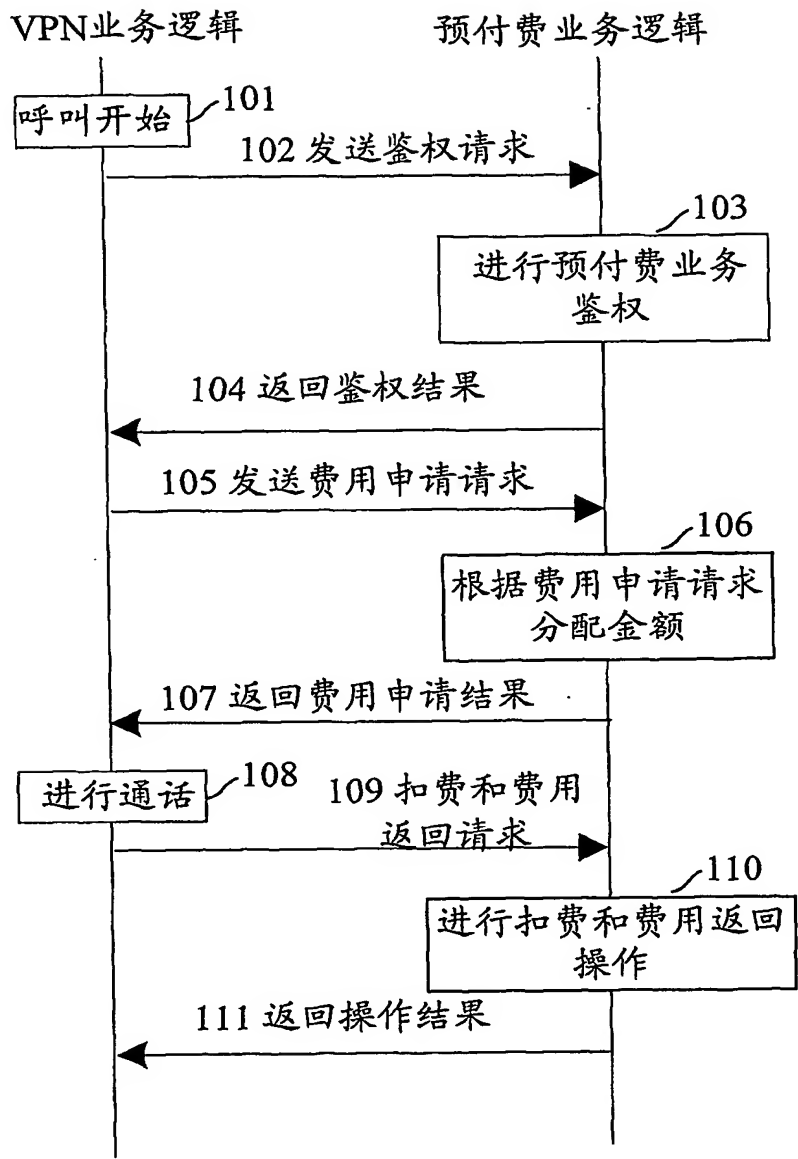 VPN业务逻辑
预付费业务逻辑
呼叫开始
101
102 发送鉴权请求
103
进行预付费业务
鉴权
104 返回鉴权结果
105 发送费用申请请求
106
根据费用申请请求
分配金额
107 返回费用申请结果
进行通话
108
109 扣费和费用
返回请求
110
进行扣费和费用返回
操作
111 返回操作结果